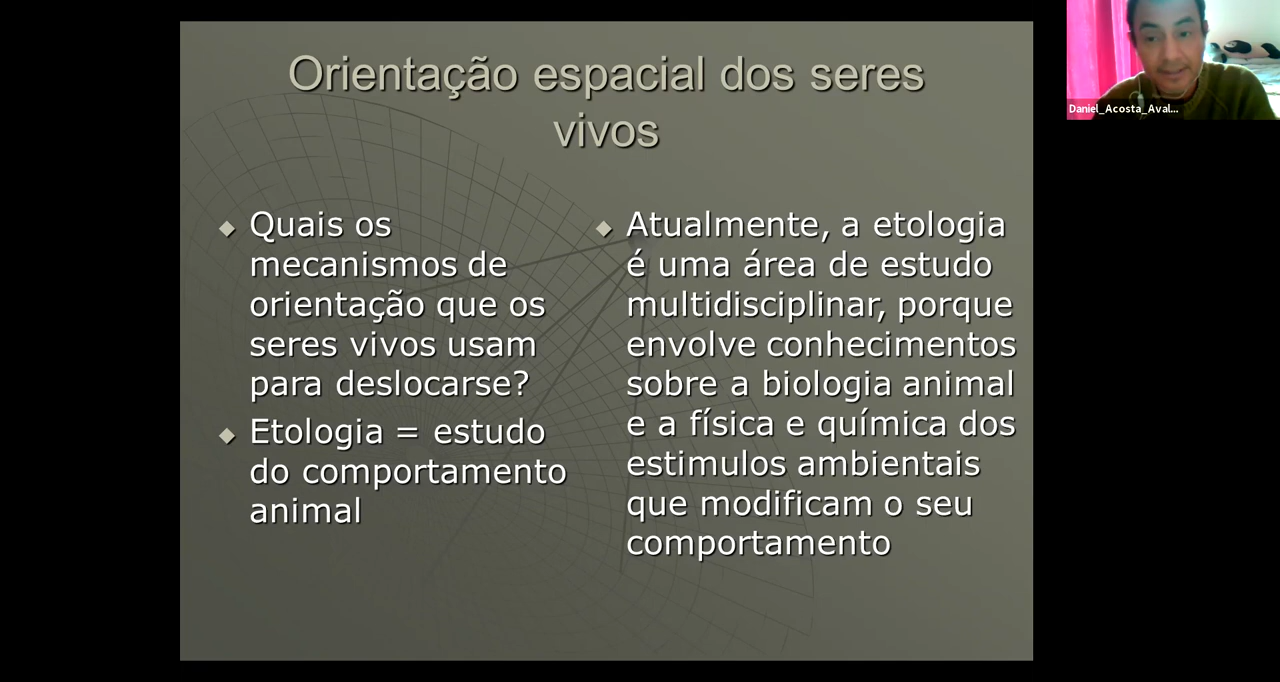 Orientação espacial dos seres
vivos
Quais os
mecanismos de
orientação que os
seres vivos usam
para deslocarse?
Etologia = estudo
do comportamento
animal
Atualmente, a etologia
é uma área de estudo
multidisciplinar, porque
envolve conhecimentos
sobre a biologia animal
e a física e química dos
estimulos ambientais
que modificam o seu
comportamento
Daniel_Acosta_Aval...